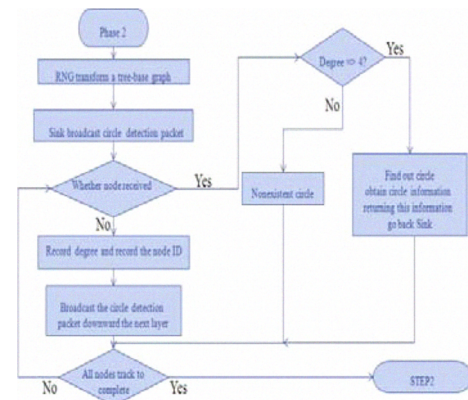 Phase 2
RNG transform a tree-base graph
Sink broadcast circle detection packet
Whether node received
Yes
No
Record degree and record the node ID
Broadcast the circle detection
packet downward the next layer
All nodes track to
complete
No
Yes
Degree >= 4?
Yes
No
Nonexistent circle
Find out circle
obtain circle information
returning this information
go back Sink
STEP2